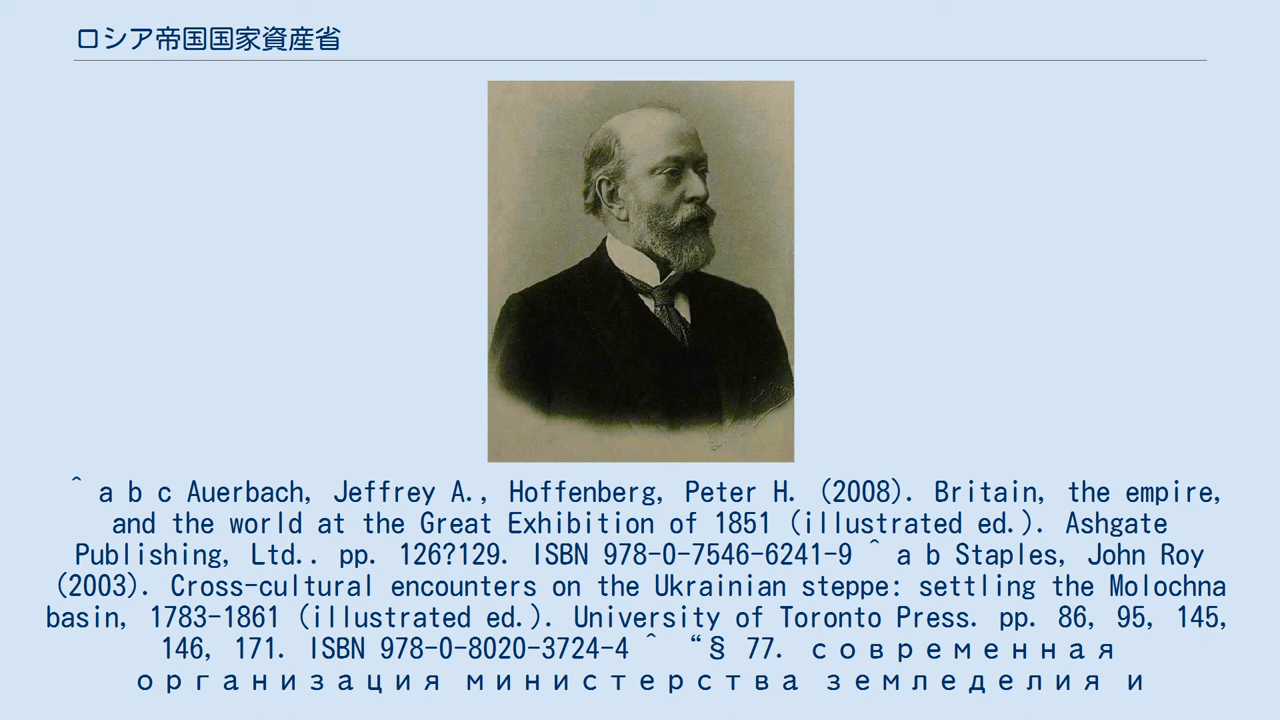 ロシア帝国国家資産省
^ a b c Auerbach, Jeffrey A., Hoffenberg, Peter H. (2008). Britain, the empire,
and the world at the Great Exhibition of 1851 (illustrated ed.). Ashgate
Publishing, Ltd.. pp. 126?129. ISBN 978-0-7546-6241-9 ^ a b Staples, John Roy
(2003). Cross-cultural encounters on the Ukrainian steppe: settling the Molochna
basin, 1783-1861 (illustrated ed.). University of Toronto Press. pp. 86, 95, 145,
146, 171. ISBN 978-0-8020-3724-4 ^ “§ 77. современная
организация министерства земледелия и